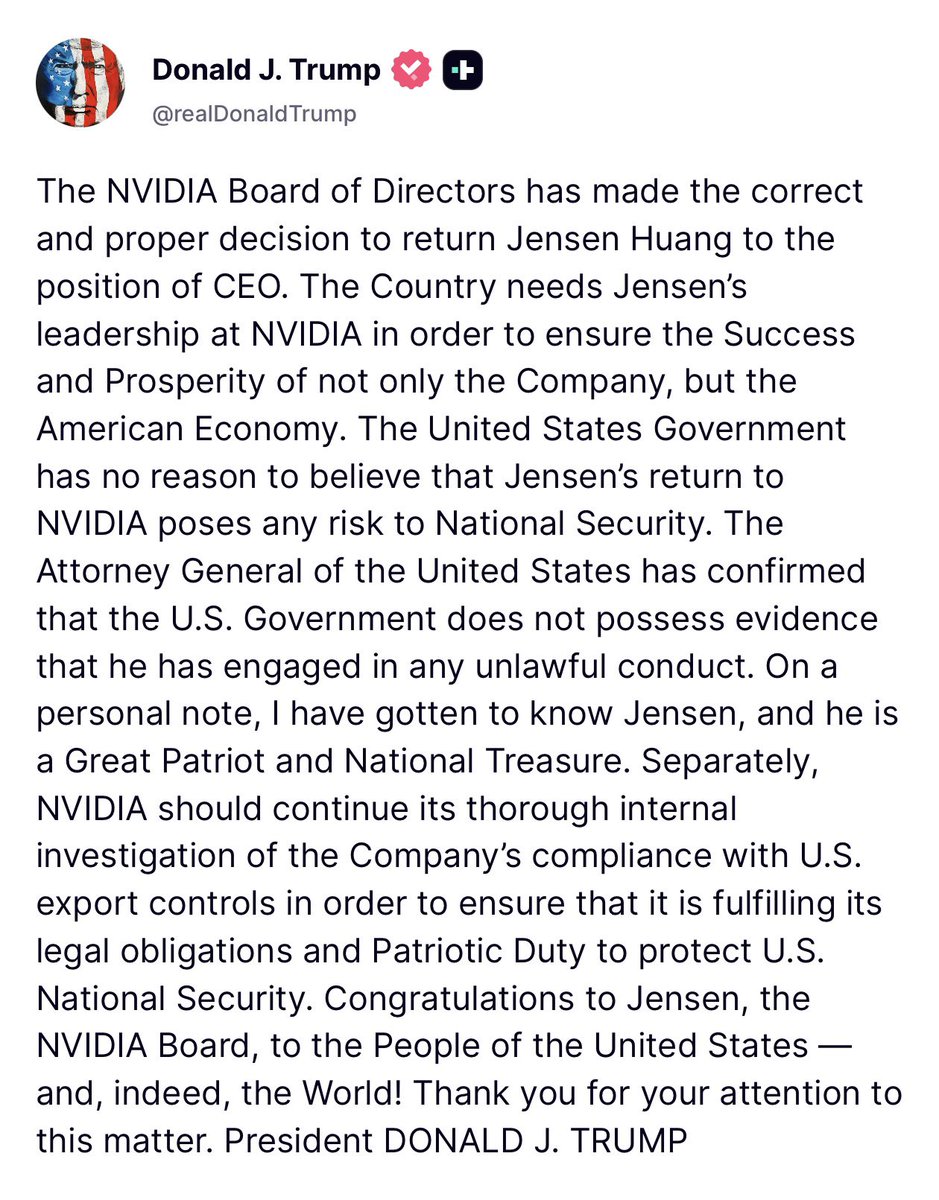 Donald J. Trump
@realDonaldTrump
The NVIDIA Board of Directors has made the correct
and proper decision to return Jensen Huang to the
position of CEO. The Country needs Jensen’s
leadership at NVIDIA in order to ensure the Success
and Prosperity of not only the Company, but the
American Economy. The United States Government
has no reason to believe that Jensen’s return to
NVIDIA poses any risk to National Security. The
Attorney General of the United States has confirmed
that the U.S. Government does not possess evidence
that he has engaged in any unlawful conduct. On a
personal note, I have gotten to know Jensen, and he is
a Great Patriot and National Treasure. Separately,
NVIDIA should continue its thorough internal
investigation of the Company’s compliance with U.S.
export controls in order to ensure that it is fulfilling its
legal obligations and Patriotic Duty to protect U.S.
National Security. Congratulations to Jensen, the
NVIDIA Board, to the People of the United States —
and, indeed, the World! Thank you for your attention to
this matter. President DONALD J. TRUMP